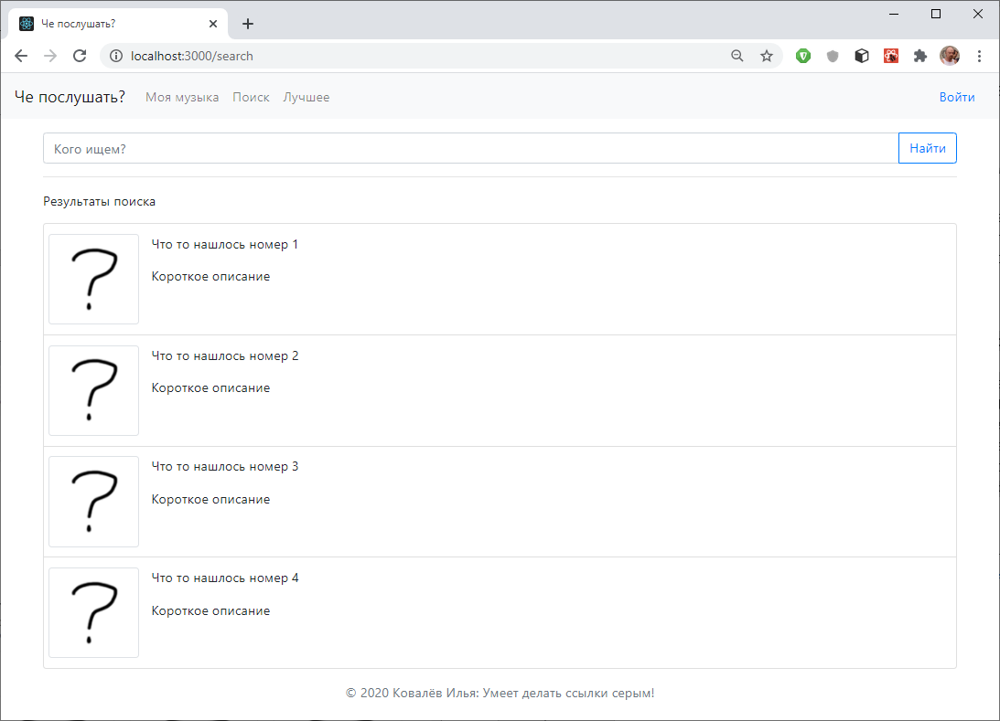 Че послушать?
localhost:3000/search
Че послушать? Моя музыка Поиск Лучшее Войти
Кого ищем? Найти
Результаты поиска
Что то нашлось номер 1
Короткое описание
Что то нашлось номер 2
Короткое описание
Что то нашлось номер 3
Короткое описание
Что то нашлось номер 4
Короткое описание
© 2020 Ковалёв Илья: Умеет делать ссылки серым!